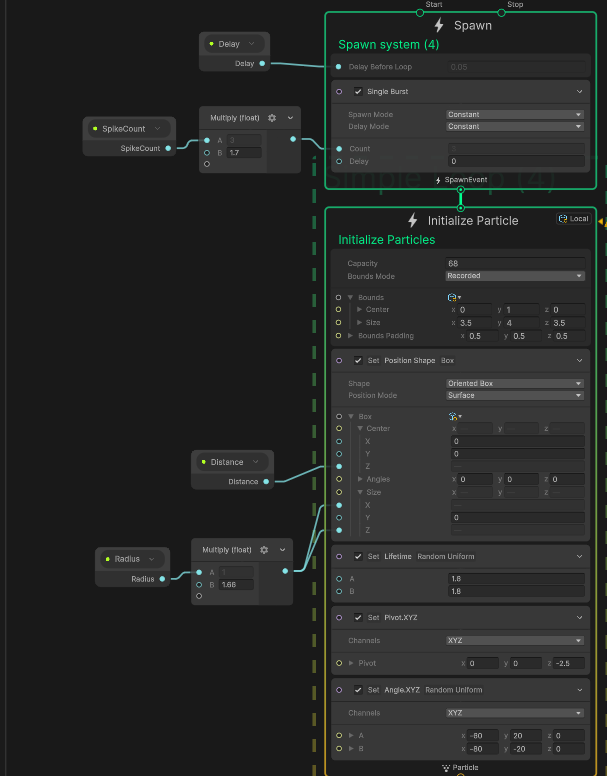 Start Stop
Spawn
Spawn system (4)
Delay
Delay
Delay Before Loop 0.05
Single Burst
SpikeCount
SpikeCount
Multiply (float)
A 3
B 1.7
Spawn Mode Constant
Delay Mode Constant
Count
Delay 0
SpawnEvent
Initialize Particle Local
Initialize Particles
Capacity 68
Bounds Mode Recorded
Bounds
Center x 0 y 1 z 0
Size x 3.5 y 4 z 3.5
Bounds Padding x 0.5 y 0.5 z 0.5
Set Position Shape Box
Shape Oriented Box
Position Mode Surface
Box
Center x y z
X 0
Y 0
Z
Distance
Distance
Angles x 0 y 0 z 0
Size x y z
X
Y 0
Z
Radius
Radius
Multiply (float)
A 1
B 1.66
Set Lifetime Random Uniform
A 1.6
B 1.8
Set Pivot.XYZ
Channels XYZ
Pivot x 0 y 0 z -2.5
Set Angle.XYZ Random Uniform
Channels XYZ
A x -80 y 20 z 0
B x -80 y -20 z 0
Particle